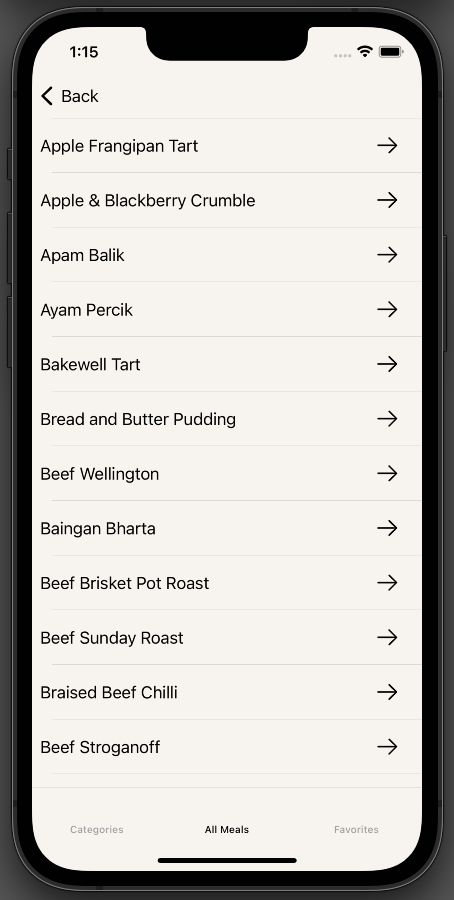 1:15
Back
Apple Frangipan Tart
Apple & Blackberry Crumble
Apam Balik
Ayam Percik
Bakewell Tart
Bread and Butter Pudding
Beef Wellington
Baingan Bharta
Beef Brisket Pot Roast
Beef Sunday Roast
Braised Beef Chilli
Beef Stroganoff
Categories All Meals Favorites